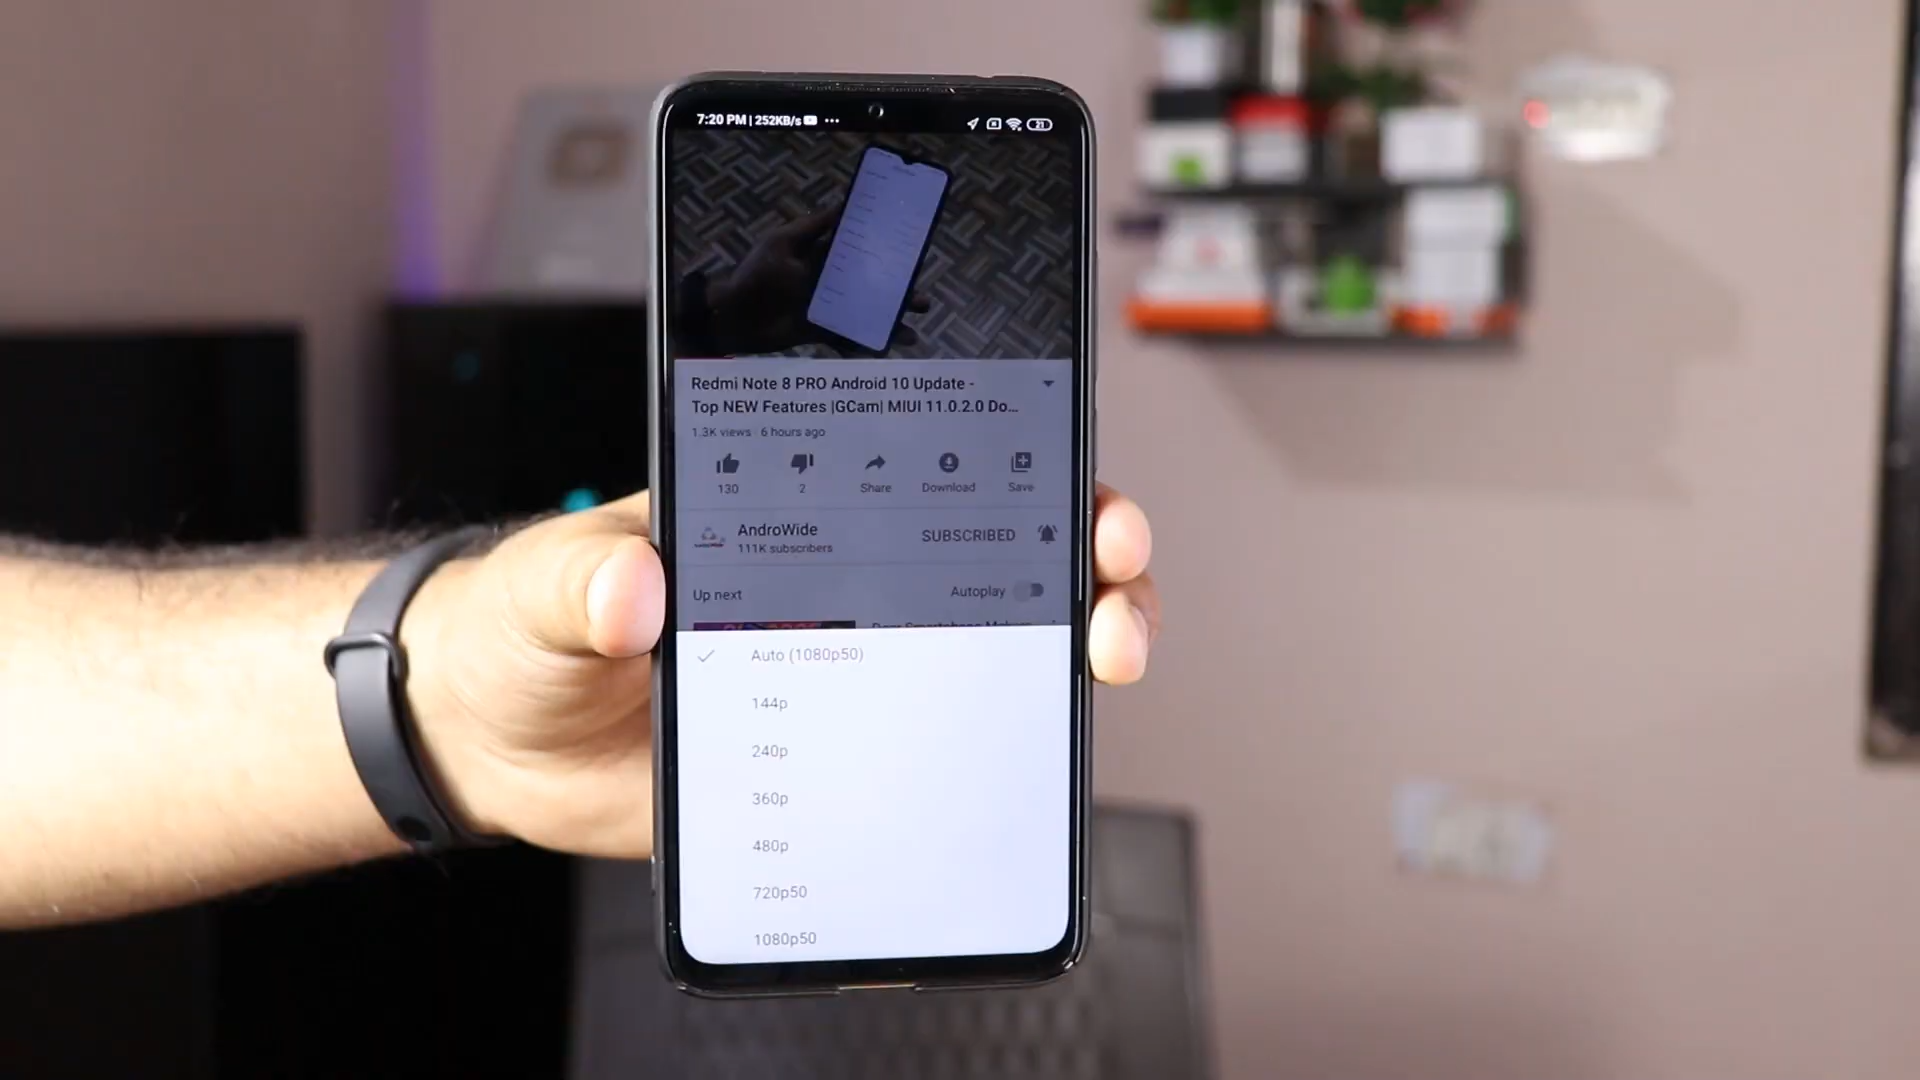 7:20 PM | 252KB/s ...
21
Redmi Note 8 PRO Android 10 Update -
Top NEW Features |GCam| MIUI 11.0.2.0 Do...
1.3K views · 6 hours ago
130
2
Share
Download
Save
AndroWide
111K subscribers
SUBSCRIBED
Up next
Autoplay
Auto (1080p50)
144p
240p
360p
480p
720p50
1080p50